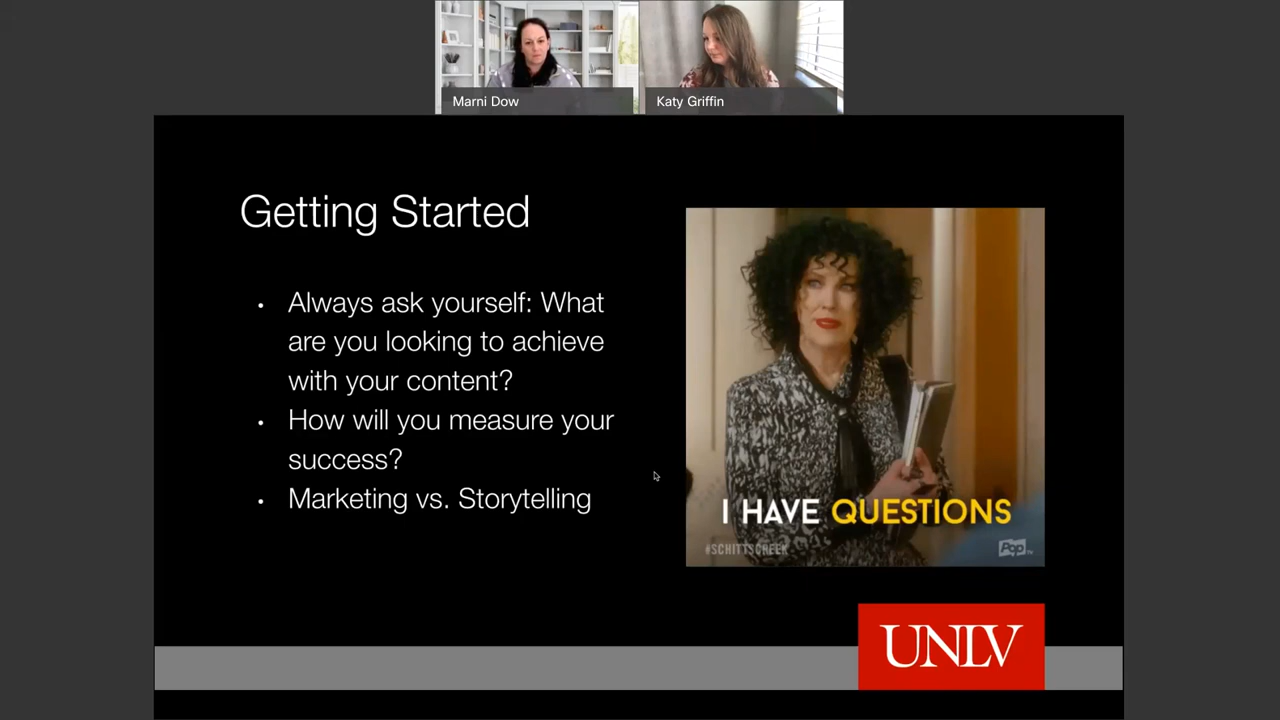 Marni Dow
Katy Griffin
Getting Started
• Always ask yourself: What
are you looking to achieve
with your content?
• How will you measure your
success?
• Marketing vs. Storytelling
I HAVE QUESTIONS
#SCHITTSCREEK
Pop TV
UNLV